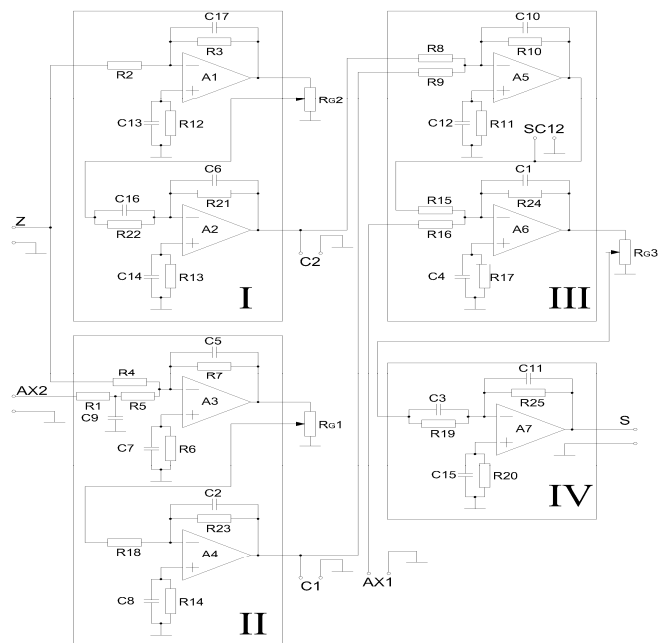 C17
R3
R2
A1
C13
R12
RG2
C6
C16
R21
R22
A2
C14
R13
C2
I
Z
C5
R4
R7
AX2
R1
R5
C9
A3
C7
R6
RG1
C2
R23
R18
A4
C8
R14
C1
II
C10
R8
R10
R9
A5
C12
R11
SC12
C1
R15
R24
R16
A6
C4
R17
RG3
III
C11
C3
R25
R19
A7
C15
R20
S
IV
AX1